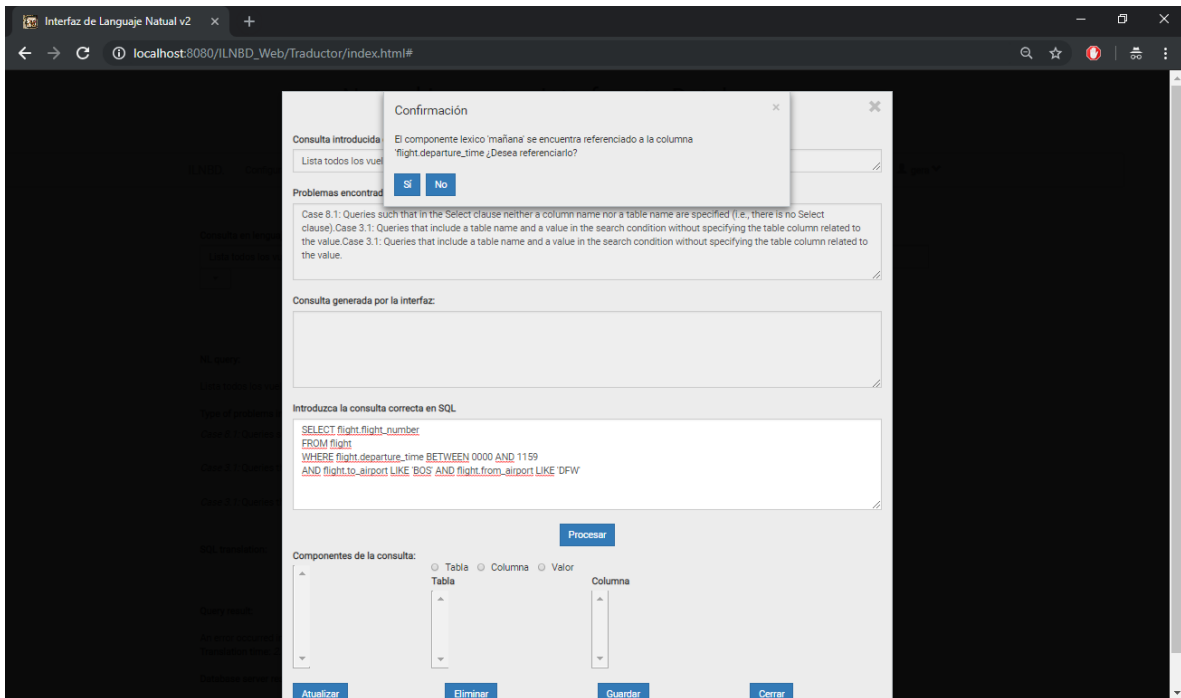 Interfaz de Lenguaje Natual v2
localhost:8080/ILNBD_Web/Traductor/index.html#
Confirmación
El componente lexico 'mañana' se encuentra referenciado a la columna
'flight.departure_time ¿Desea referenciarlo?
Sí No
Consulta introducida
Lista todos los vuel
Problemas encontrad
Case 8.1: Queries such that in the Select clause neither a column name nor a table name are specified (i.e., there is no Select
clause).Case 3.1: Queries that include a table name and a value in the search condition without specifying the table column related to
the value.Case 3.1: Queries that include a table name and a value in the search condition without specifying the table column related to
the value.
Consulta generada por la interfaz:
Introduzca la consulta correcta en SQL
SELECT flight.flight_number
FROM flight
WHERE flight.departure_time BETWEEN 0000 AND 1159
AND flight.to_airport LIKE 'BOS' AND flight.from_airport LIKE 'DFW'
Procesar
Componentes de la consulta:
Tabla Columna Valor
Tabla Columna
Atualizar Eliminar Guardar Cerrar